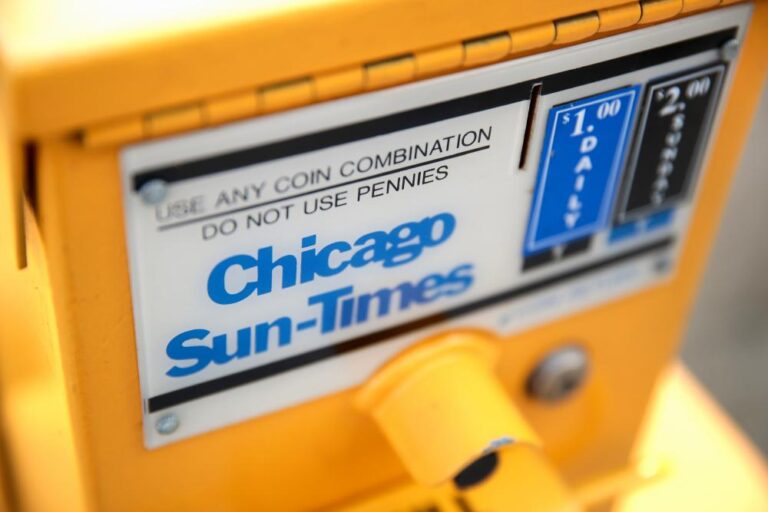 USE ANY COIN COMBINATION
DO NOT USE PENNIES
Chicago
Sun-Times
$1.00
DAILY
$2.00
SUNDAY